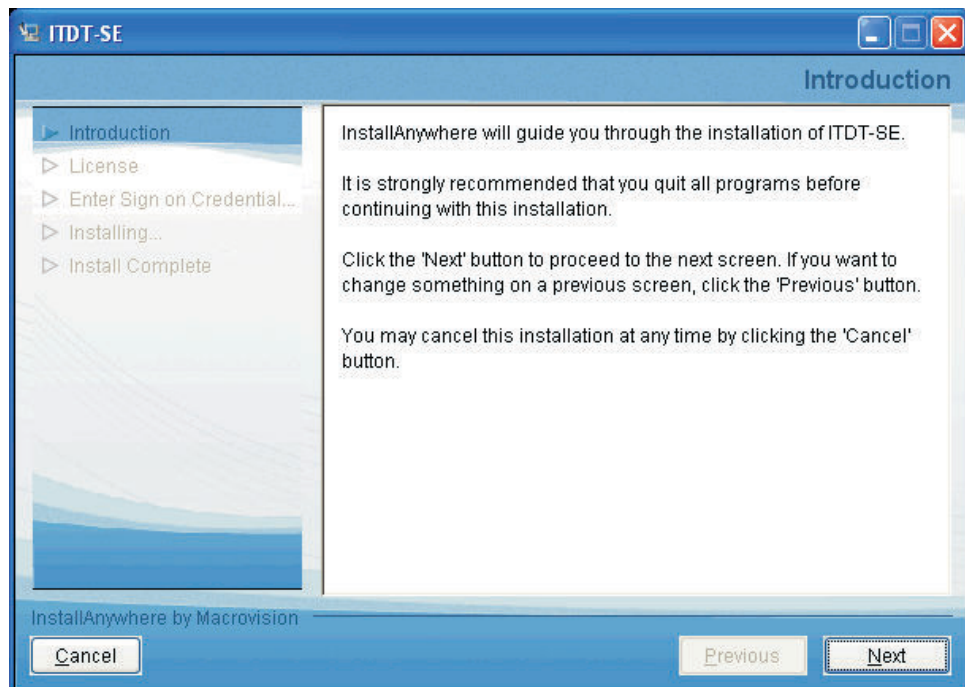 ITDT-SE
Introduction
Introduction
License
Enter Sign on Credential...
Installing...
Install Complete
InstallAnywhere will guide you through the installation of ITDT-SE.
It is strongly recommended that you quit all programs before
continuing with this installation.
Click the 'Next' button to proceed to the next screen. If you want to
change something on a previous screen, click the 'Previous' button.
You may cancel this installation at any time by clicking the 'Cancel'
button.
InstallAnywhere by Macrovision
Cancel
Previous
Next